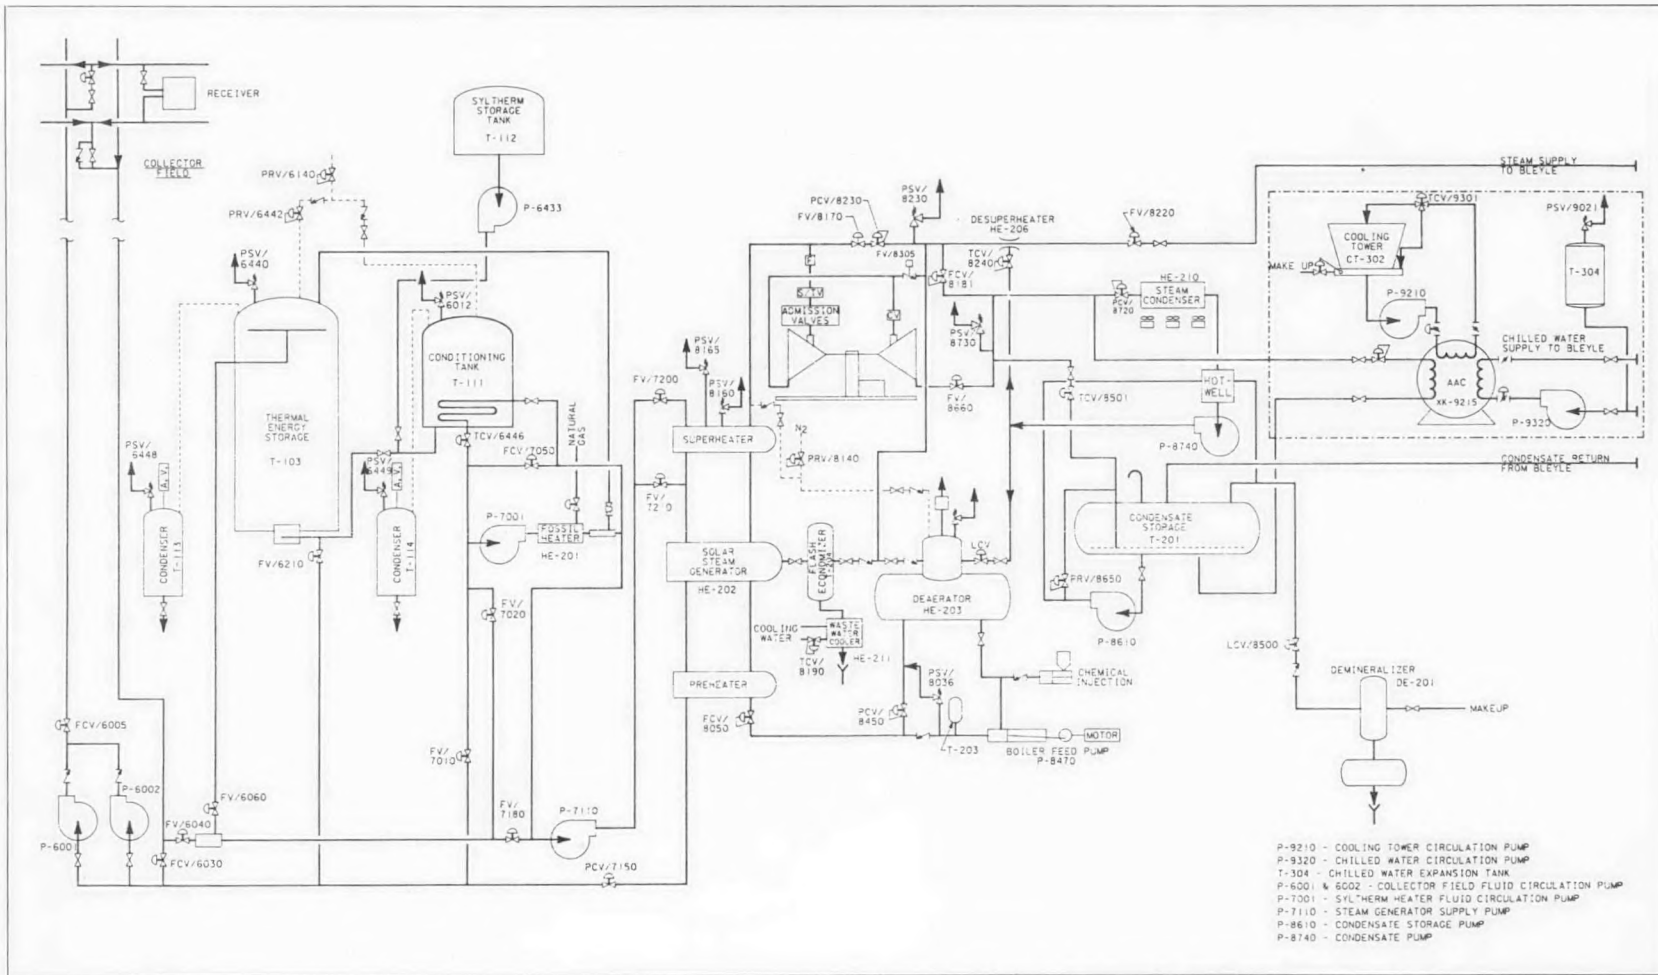 RECEIVER
COLLECTOR
FIELD
SYLTHERM
STORAGE
TANK
T-112
P-6433
PRV/6140
PRV/6442
PSV/
6440
PSV/
6012
CONDITIONING
TANK
T-111
THERMAL
ENERGY
STORAGE
T-103
PSV/
6448
A.V.
CONDENSER
T-113
PSV/
6449
A.V.
CONDENSER
T-114
TCV/6446
FCV/7050
NATURAL
GAS
P-7001
FOSSIL
HEATER
HE-201
FV/6210
FV/
7020
FCV/6005
P-6002
P-6001
FV/6060
FV/6040
FCV/6030
FV/
7010
FV/
7180
P-7110
PCV/7150
FV/7200
FV/
7210
PSV/
8165
PSV/
8160
SUPERHEATER
SOLAR
STEAM
GENERATOR
HE-202
PREHEATER
FCV/
8050
PCV/8230
FV/8170
PSV/
8230
FV/8305
S/TV
ADMISSION
VALVES
CV
DESUPERHEATER
HE-206
TCV/
8240
FCV/
8181
FV/8220
PSV/
8730
FV/
8660
N2
PRV/8140
FLASH
ECONOMIZER
T-204
COOLING
WATER
WASTE
WATER
COOLER
HE-211
TCV/
8190
LCV
DEAERATOR
HE-203
PSV/
8036
PCV/
8450
T-203
CHEMICAL
INJECTION
BOILER FEED PUMP
P-8470
MOTOR
HE-210
STEAM
CONDENSER
PCV/
8720
HOT-
WELL
P-8740
TCV/8501
CONDENSATE
STORAGE
T-201
PRV/8650
P-8610
STEAM SUPPLY
TO BLEYLE
TCV/9301
PSV/9021
COOLING
TOWER
CT-302
MAKE UP
T-304
P-9210
CHILLED WATER
SUPPLY TO BLEYLE
AAC
XK-9215
P-9320
CONDENSATE RETURN
FROM BLEYLE
LCV/8500
DEMINERALIZER
DE-201
MAKEUP
P-9210 - COOLING TOWER CIRCULATION PUMP
P-9320 - CHILLED WATER CIRCULATION PUMP
T-304 - CHILLED WATER EXPANSION TANK
P-6001 & 6002 - COLLECTOR FIELD FLUID CIRCULATION PUMP
P-7001 - SYLTHERM HEATER FLUID CIRCULATION PUMP
P-7110 - STEAM GENERATOR SUPPLY PUMP
P-8610 - CONDENSATE STORAGE PUMP
P-8740 - CONDENSATE PUMP